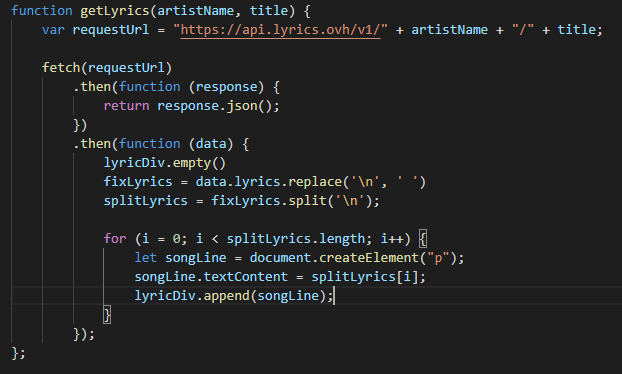 function getLyrics(artistName, title) {
    var requestUrl = "https://api.lyrics.ovh/v1/" + artistName + "/" + title;

    fetch(requestUrl)
        .then(function (response) {
            return response.json();
        })
        .then(function (data) {
            lyricDiv.empty()
            fixLyrics = data.lyrics.replace('\n', ' ')
            splitLyrics = fixLyrics.split('\n');

            for (i = 0; i < splitLyrics.length; i++) {
                let songLine = document.createElement("p");
                songLine.textContent = splitLyrics[i];
                lyricDiv.append(songLine);
            }
        });
};